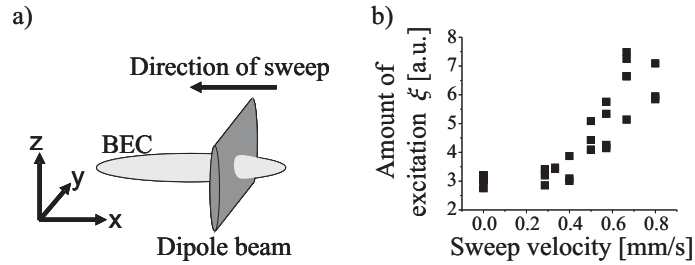 a)
Direction of sweep
BEC
z
y
x
Dipole beam
b)
Amount of
excitation ξ [a.u.]
8
7
6
5
4
3
2
0.0 0.2 0.4 0.6 0.8
Sweep velocity [mm/s]